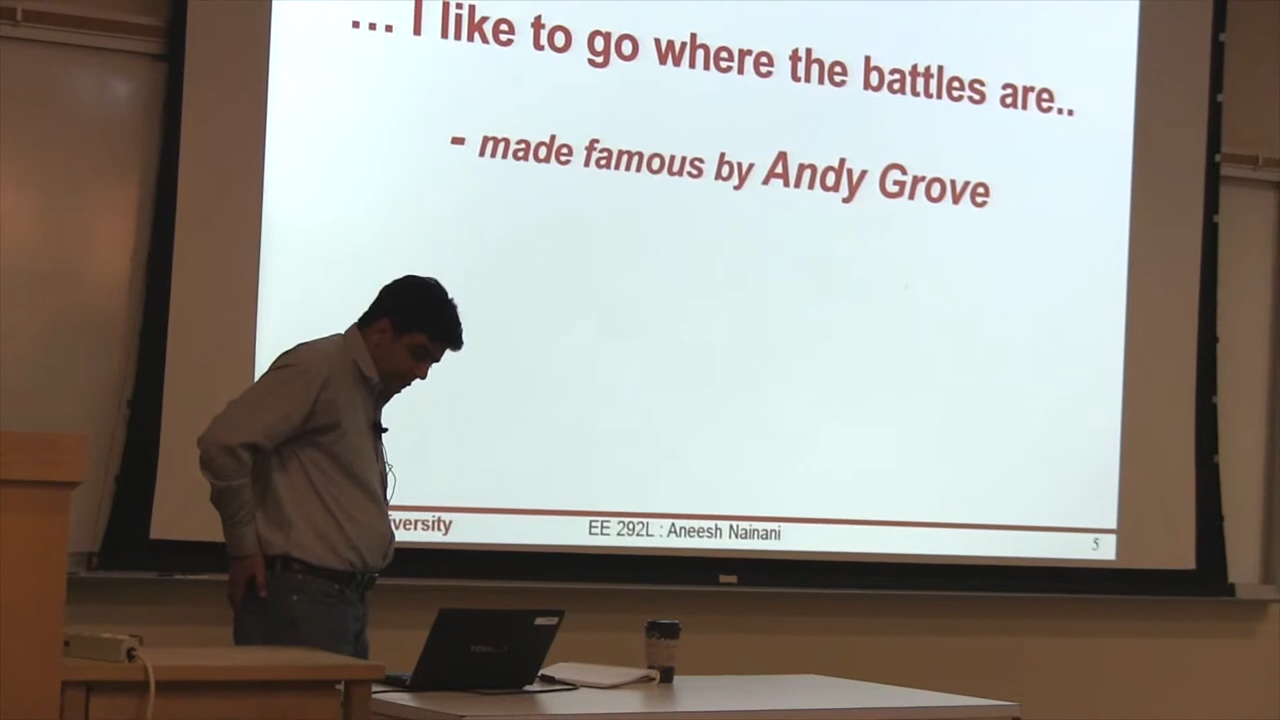 ... I like to go where the battles are..
- made famous by Andy Grove
versity
EE 292L : Aneesh Nainani
5